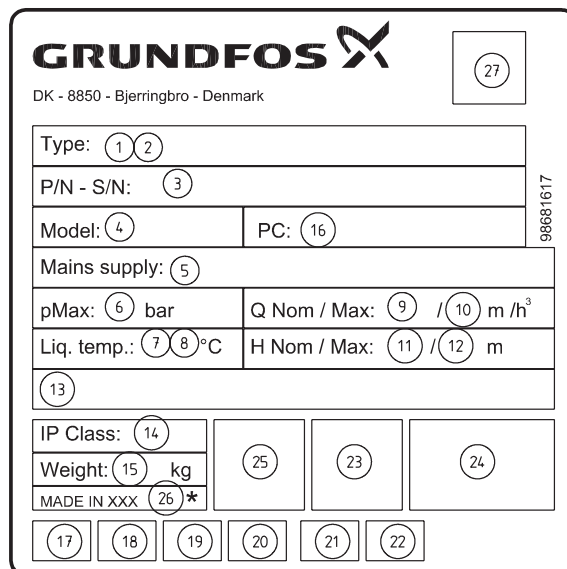 GRUNDFOS
27
DK - 8850 - Bjerringbro - Denmark
Type: 1 2
P/N - S/N: 3
Model: 4 PC: 16
98681617
Mains supply: 5
pMax: 6 bar Q Nom / Max: 9 / 10 m /h³
Liq. temp.: 7 8 °C H Nom / Max: 11 / 12 m
13
IP Class: 14
Weight: 15 kg
MADE IN XXX 26 *
25 23 24
17 18 19 20 21 22